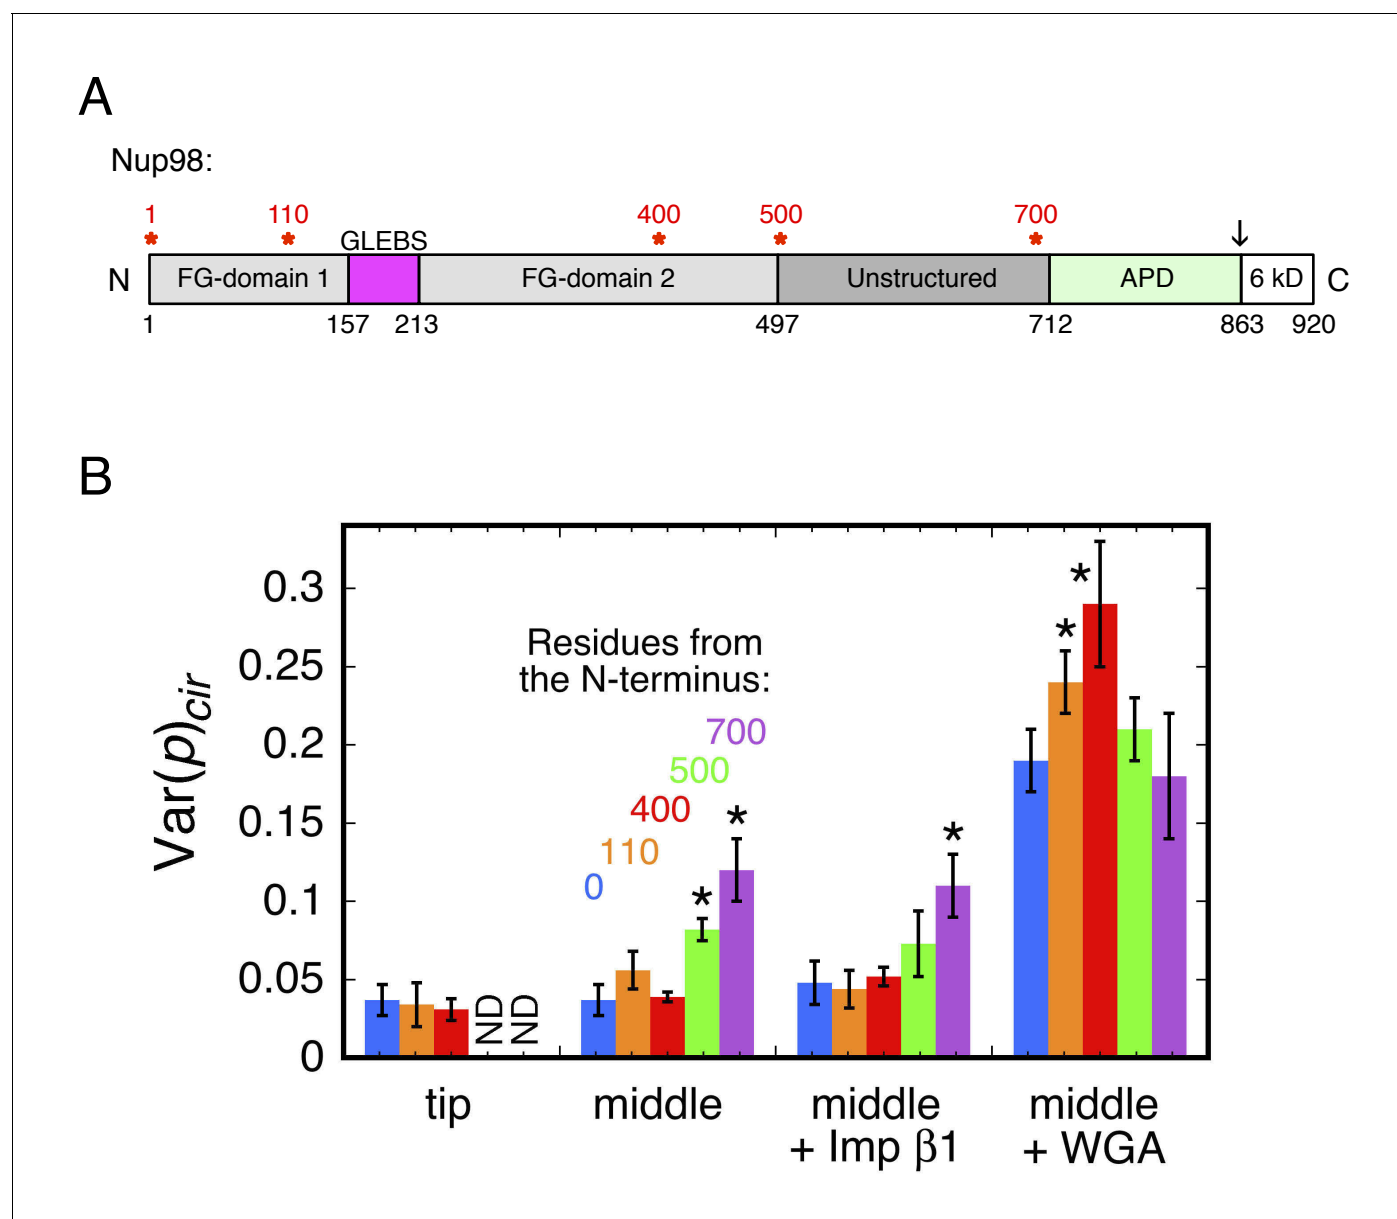 A
Nup98:
1 110 400 500 700
* * * * * ↓
GLEBS
N FG-domain 1 FG-domain 2 Unstructured APD 6 kD C
1 157 213 497 712 863 920
B
Var(p)cir
0.3
0.25
0.2
0.15
0.1
0.05
0
Residues from
the N-terminus:
700
500
400
110
0
ND
ND
* * * * *
tip
middle
middle
+ Imp β1
middle
+ WGA